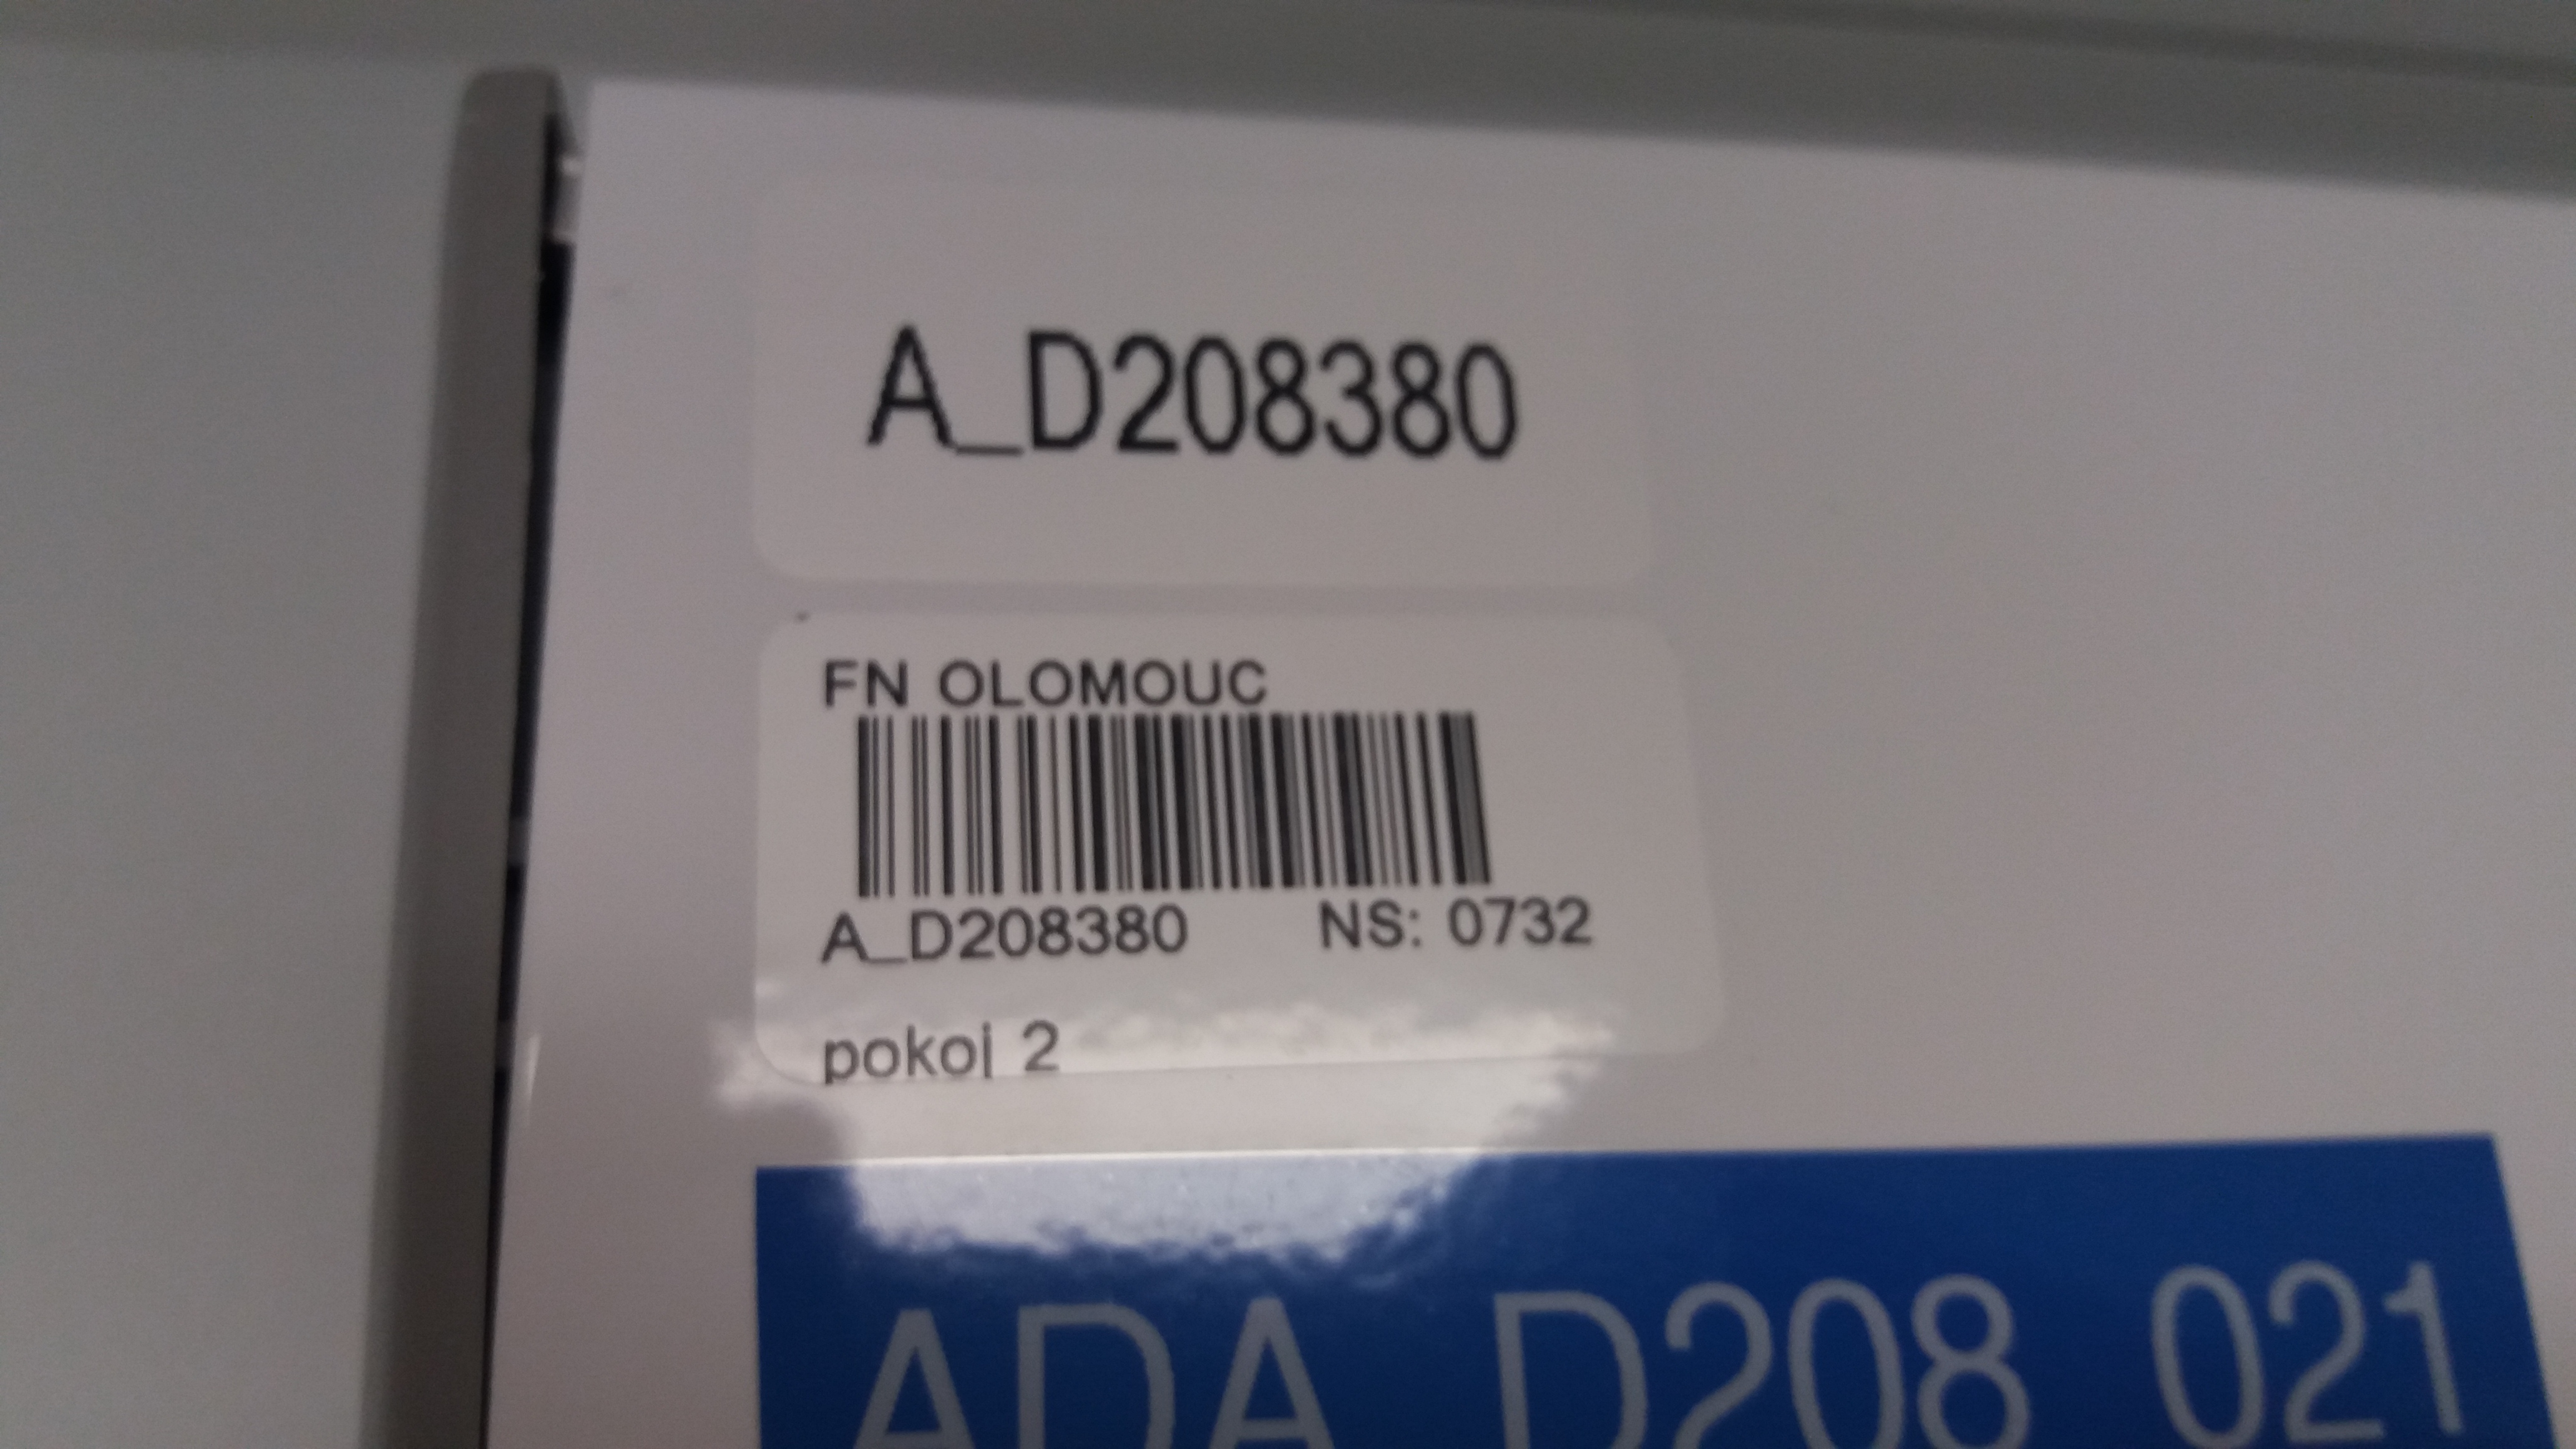 A_D208380
FN OLOMOUC
A_D208380 NS: 0732
pokoj 2
ADA D208 021